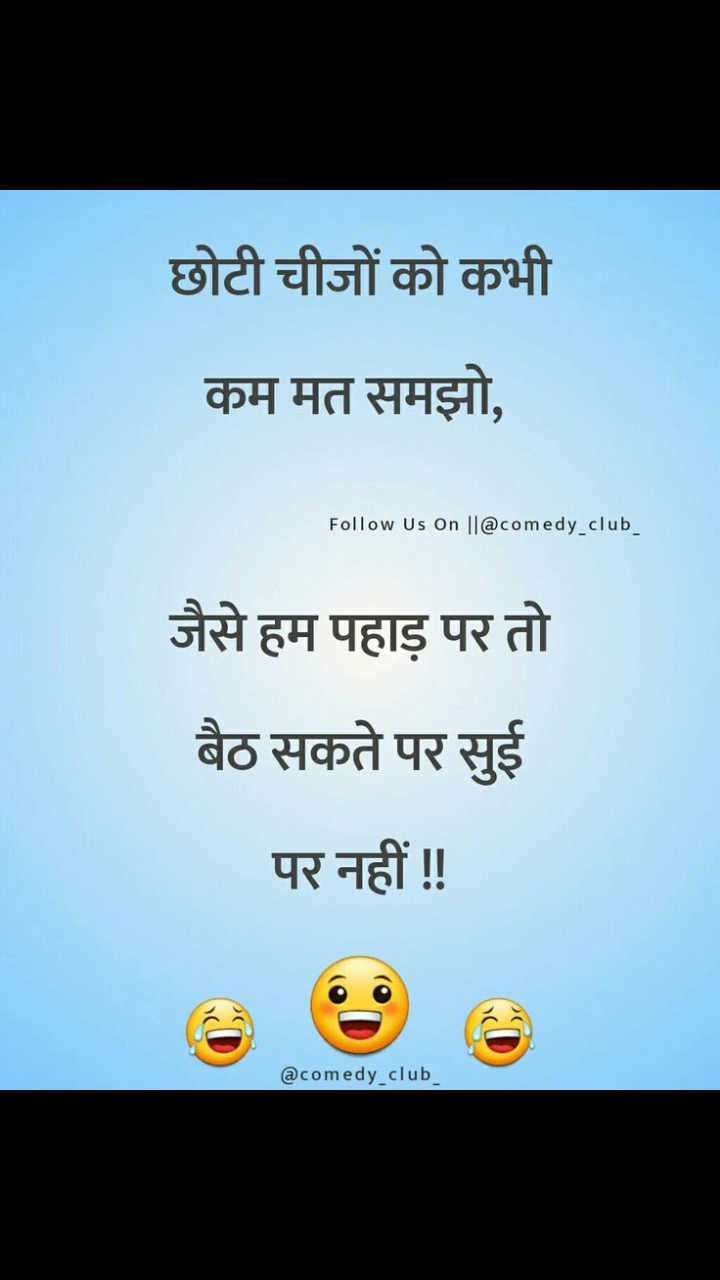 छोटी चीजों को कभी
कम मत समझो,
Follow Us On ||@comedy_club_
जैसे हम पहाड़ पर तो
बैठ सकते पर सुई
पर नहीं !!
@comedy_club_